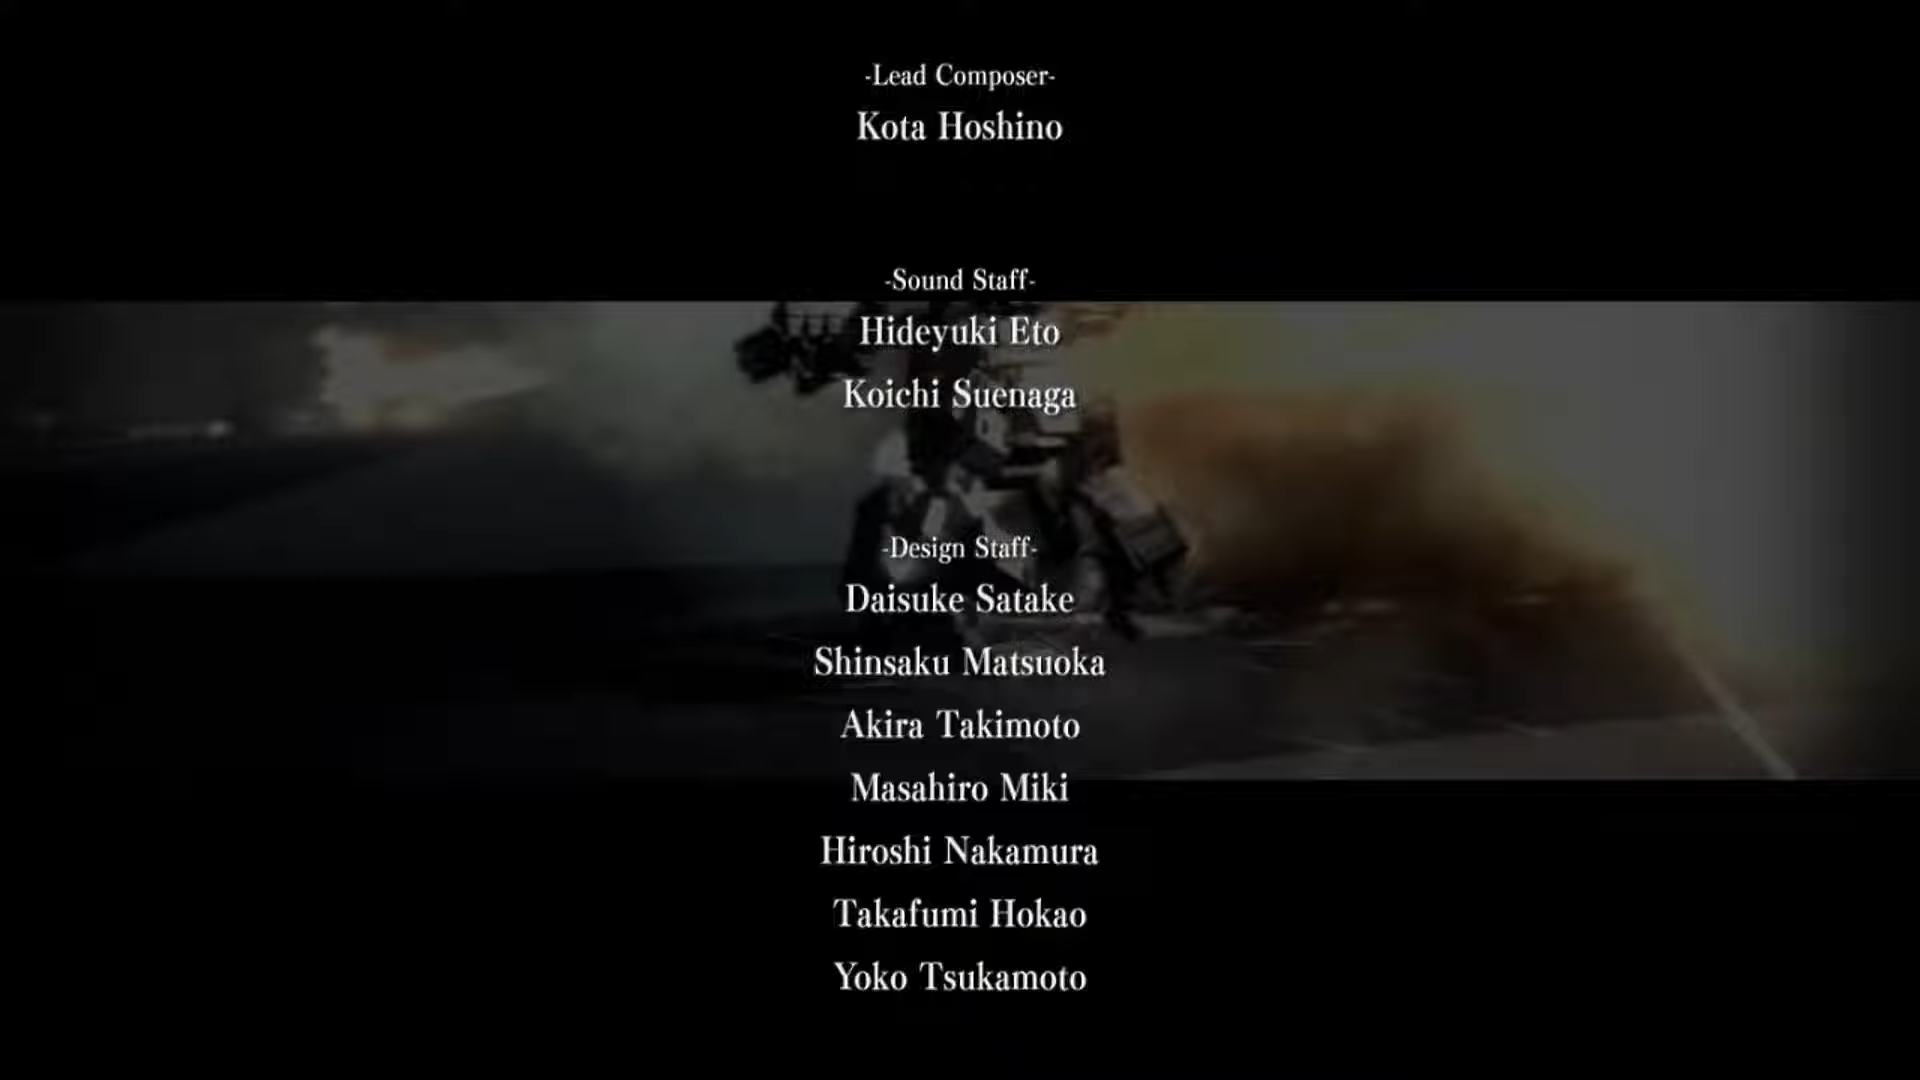 -Lead Composer-
Kota Hoshino
-Sound Staff-
Hideyuki Eto
Koichi Suenaga
-Design Staff-
Daisuke Satake
Shinsaku Matsuoka
Akira Takimoto
Masahiro Miki
Hiroshi Nakamura
Takafumi Hokao
Yoko Tsukamoto